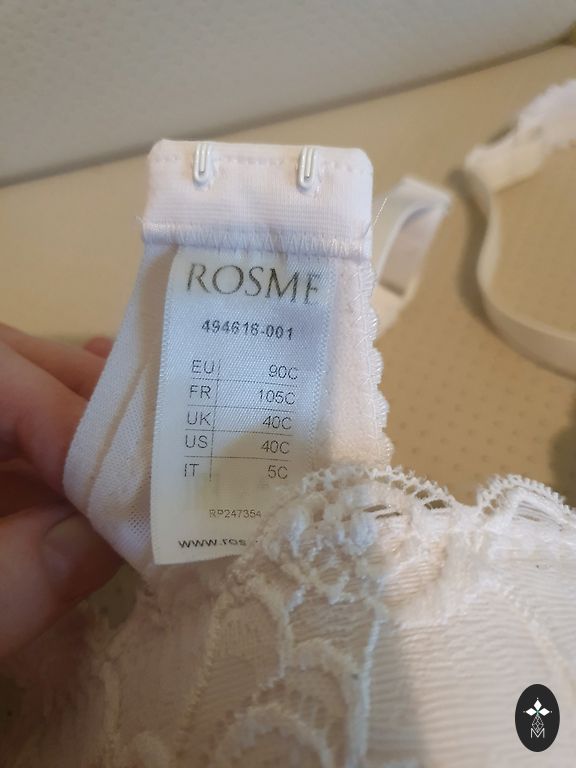 ROSME
494618-001
EU 90C
FR 105C
UK 40C
US 40C
IT 5C
RP247354
www.ros
M